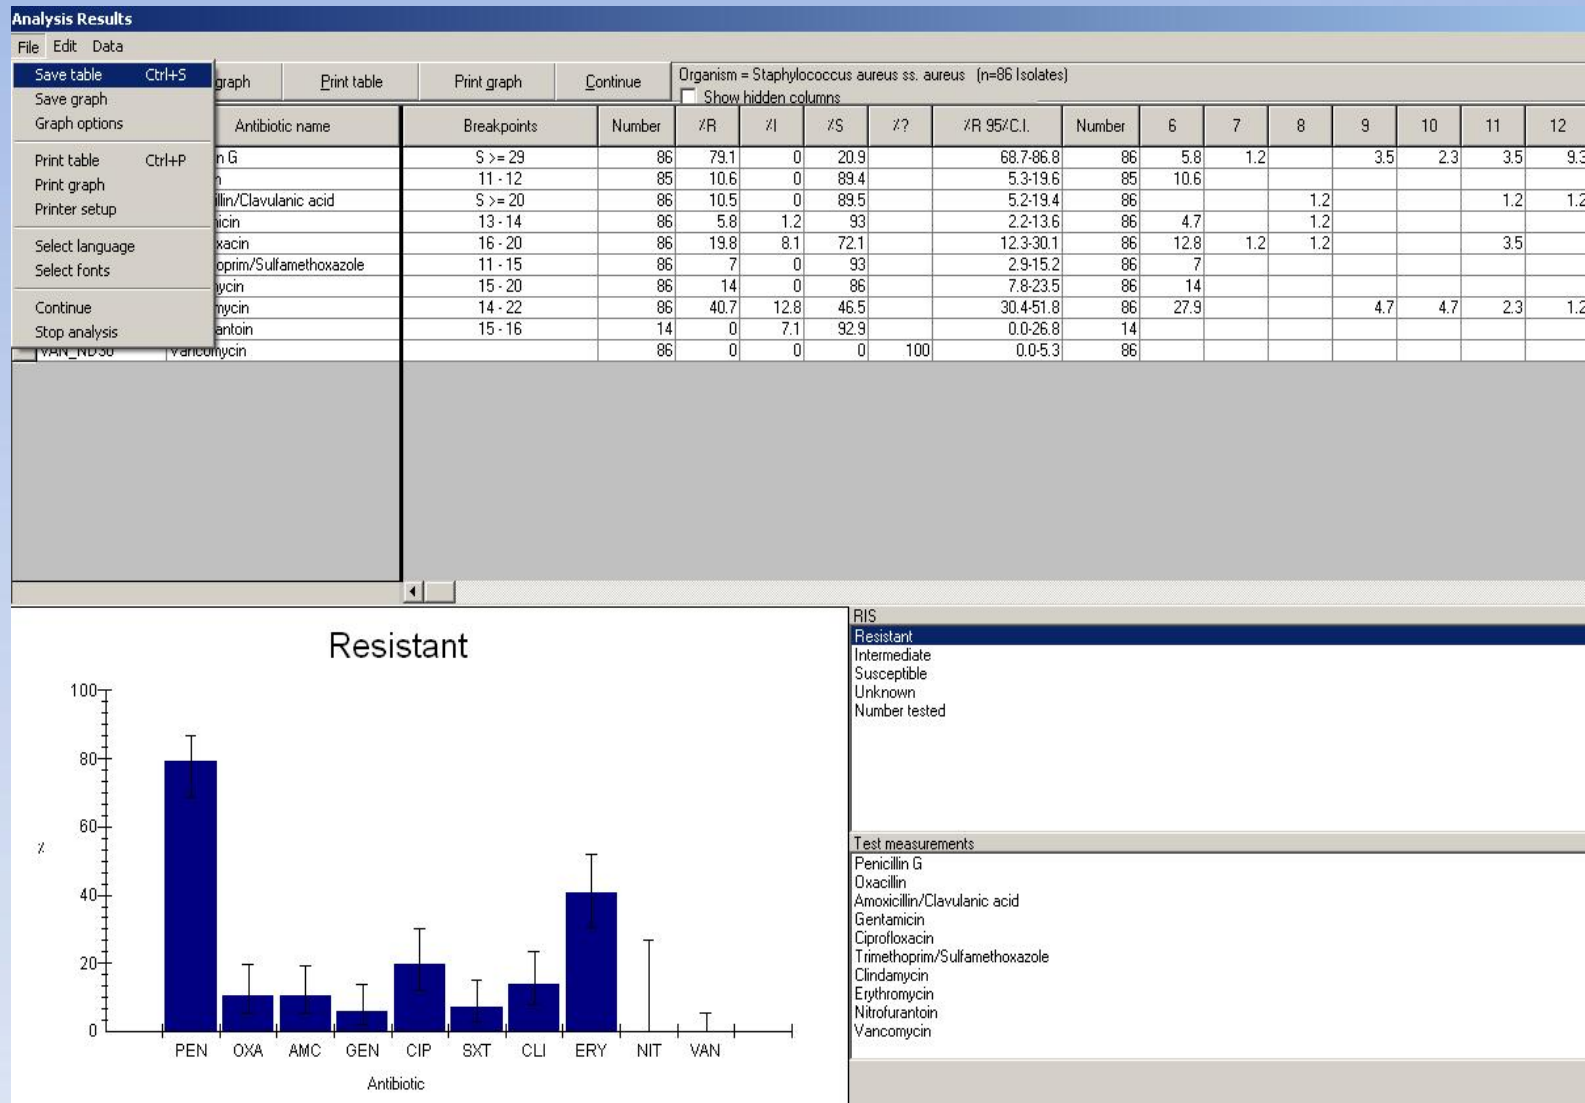 Analysis Results
File Edit Data
Save table Ctrl+S
Save graph
Graph options
Print table Ctrl+P
Print graph
Printer setup
Select language
Select fonts
Continue
Stop analysis
graph Print table Print graph Continue Organism = Staphylococcus aureus ss. aureus (n=86 Isolates)
Show hidden columns
Antibiotic name Breakpoints Number %R %I %S %? %R 95%C.I. Number 6 7 8 9 10 11 12
n G S >= 29 86 79.1 0 20.9 68.7-86.8 86 5.8 1.2 3.5 2.3 3.5 9.3
n 11 - 12 85 10.6 0 89.4 5.3-19.6 85 10.6
illin/Clavulanic acid S >= 20 86 10.5 0 89.5 5.2-19.4 86 1.2 1.2 1.2
icin 13 - 14 86 5.8 1.2 93 2.2-13.6 86 4.7 1.2
xacin 16 - 20 86 19.8 8.1 72.1 12.3-30.1 86 12.8 1.2 1.2 3.5
oprim/Sulfamethoxazole 11 - 15 86 7 0 93 2.9-15.2 86 7
ycin 15 - 20 86 14 0 86 7.8-23.5 86 14
mycin 14 - 22 86 40.7 12.8 46.5 30.4-51.8 86 27.9 4.7 4.7 2.3 1.2
antoin 15 - 16 14 0 7.1 92.9 0.0-26.8 14
VAN_ND30 Vancomycin 86 0 0 0 100 0.0-5.3 86
Resistant
100
80
60
%
40
20
0
PEN OXA AMC GEN CIP SXT CLI ERY NIT VAN
Antibiotic
RIS
Resistant
Intermediate
Susceptible
Unknown
Number tested
Test measurements
Penicillin G
Oxacillin
Amoxicillin/Clavulanic acid
Gentamicin
Ciprofloxacin
Trimethoprim/Sulfamethoxazole
Clindamycin
Erythromycin
Nitrofurantoin
Vancomycin